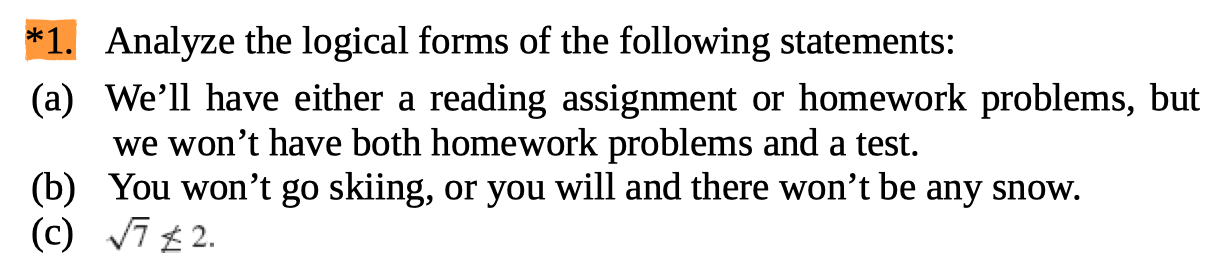 *1. Analyze the logical forms of the following statements:
(a) We’ll have either a reading assignment or homework problems, but
we won’t have both homework problems and a test.
(b) You won’t go skiing, or you will and there won’t be any snow.
(c) √7 ≰ 2.